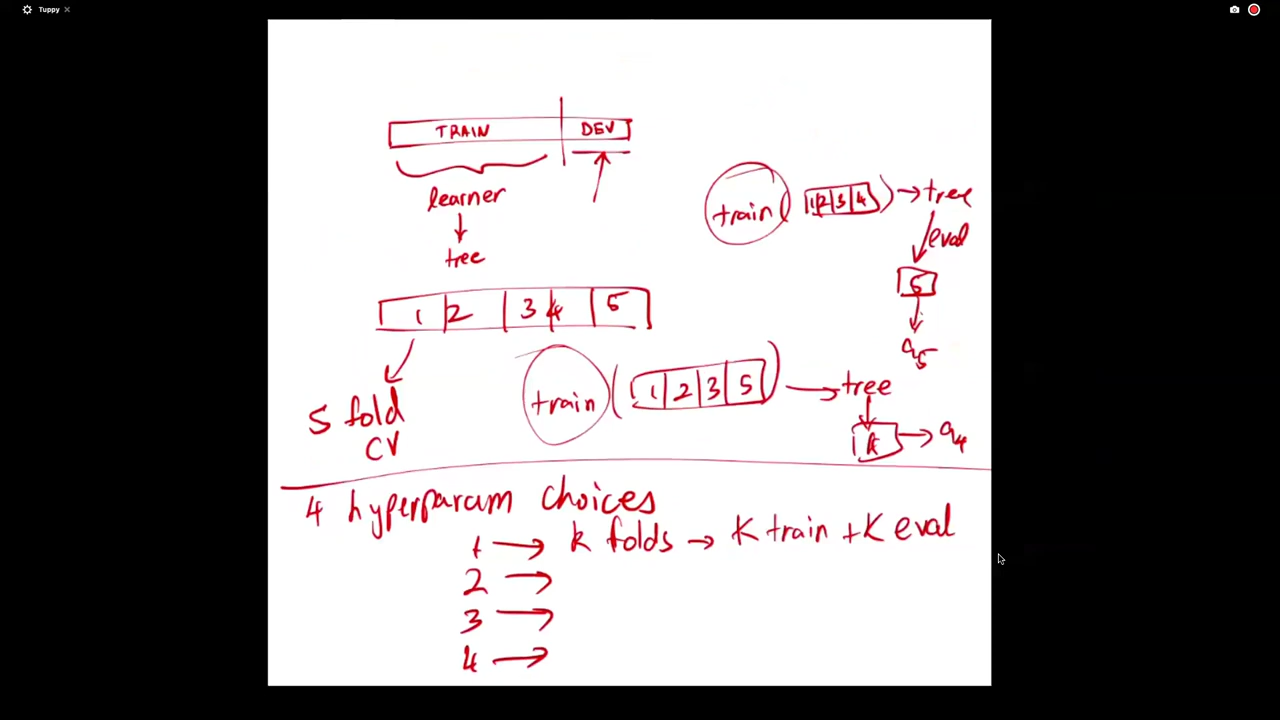 Tuppy
TRAIN DEV
learner
tree
train( 1 2 3 4 ) → tree
eval
5
a5
1 2 3 4 5
5 fold
CV
train ( 1 2 3 5 ) → tree
4 → a4
4 hyperparam choices
1 → k folds → K train + K eval
2 →
3 →
4 →